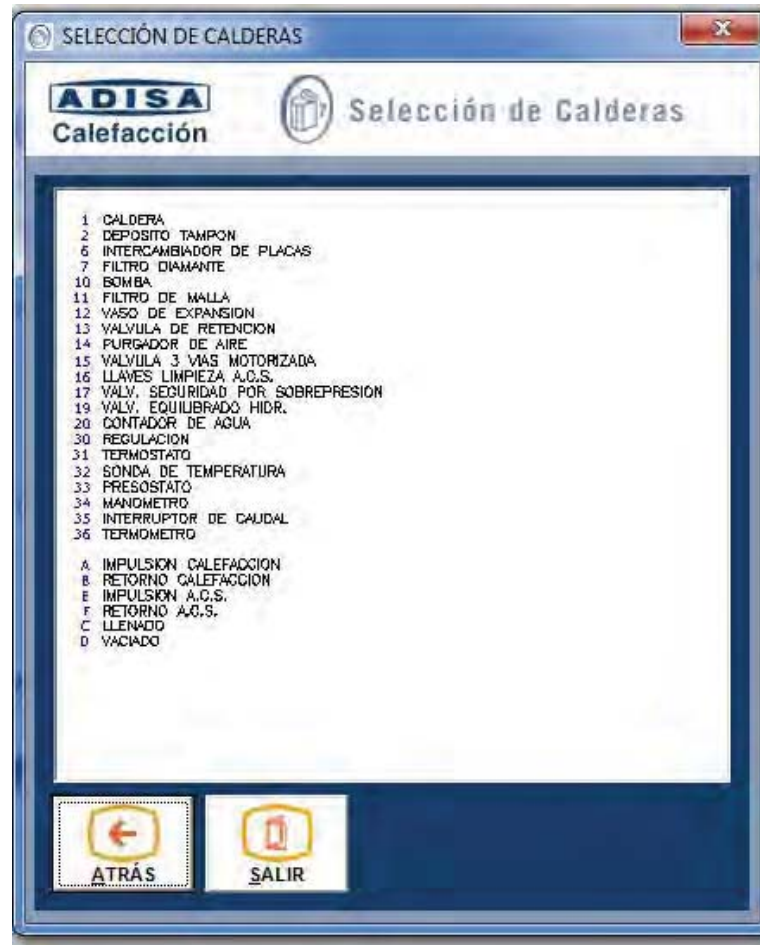 SELECCIÓN DE CALDERAS
X
ADISA
Calefacción
Selección de Calderas
1 CALDERA
2 DEPOSITO TAMPON
6 INTERCAMBIADOR DE PLACAS
7 FILTRO DIAMANTE
10 BOMBA
11 FILTRO DE MALLA
12 VASO DE EXPANSION
13 VALVULA DE RETENCION
14 PURGADOR DE AIRE
15 VALVULA 3 VIAS MOTORIZADA
16 LLAVES LIMPIEZA A.C.S.
17 VALV. SEGURIDAD POR SOBREPRESION
19 VALV. EQUILIBRADO HIDR.
20 CONTADOR DE AGUA
30 REGULACION
31 TERMOSTATO
32 SONDA DE TEMPERATURA
33 PRESOSTATO
34 MANOMETRO
35 INTERRUPTOR DE CAUDAL
36 TERMOMETRO
A IMPULSION CALEFACCION
B RETORNO CALEFACCION
E IMPULSION A.C.S.
F RETORNO A.C.S.
C LLENADO
D VACIADO
ATRÁS
SALIR